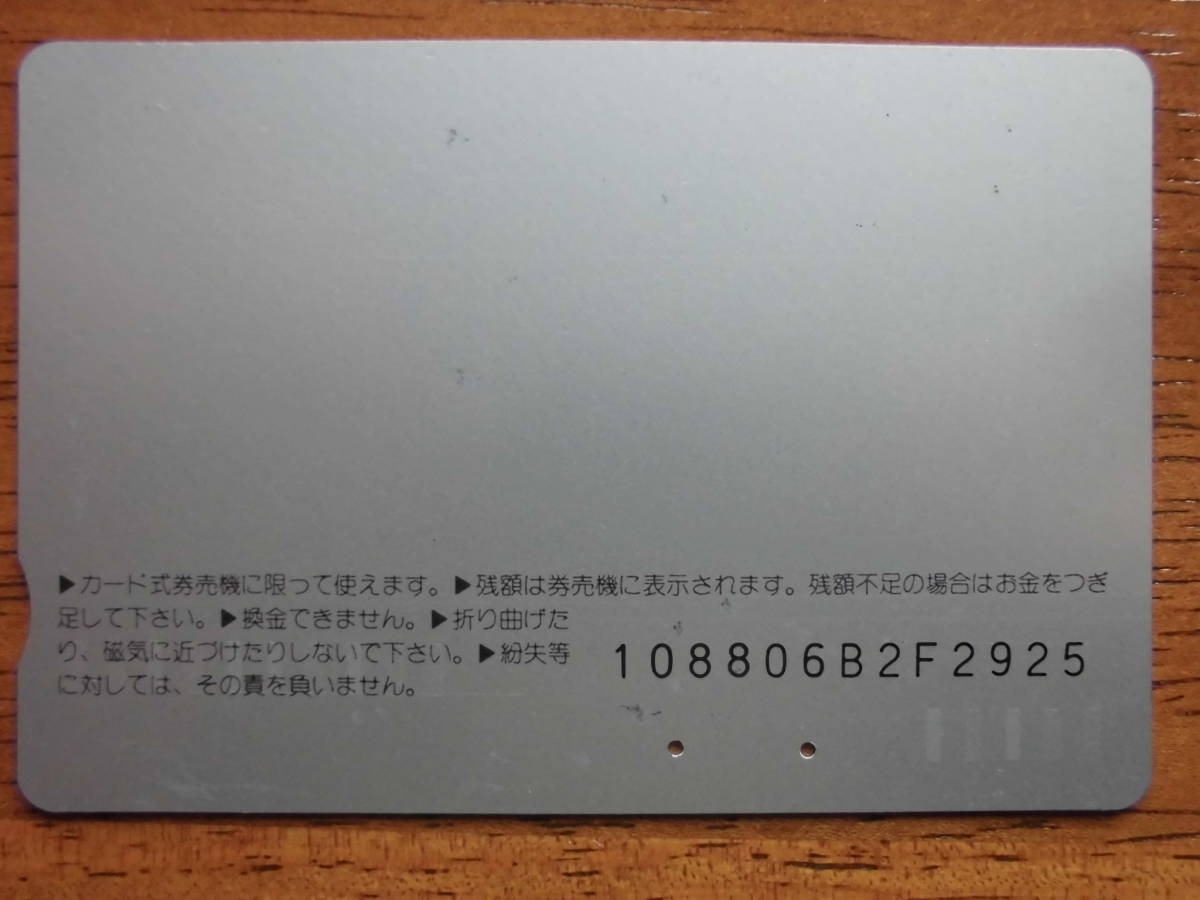 ▶カード式券売機に限って使えます。▶残額は券売機に表示されます。残額不足の場合はお金をつぎ
足して下さい。▶換金できません。▶折り曲げた
り、磁気に近づけたりしないで下さい。▶紛失等
に対しては、その責を負いません。
108806B2F2925